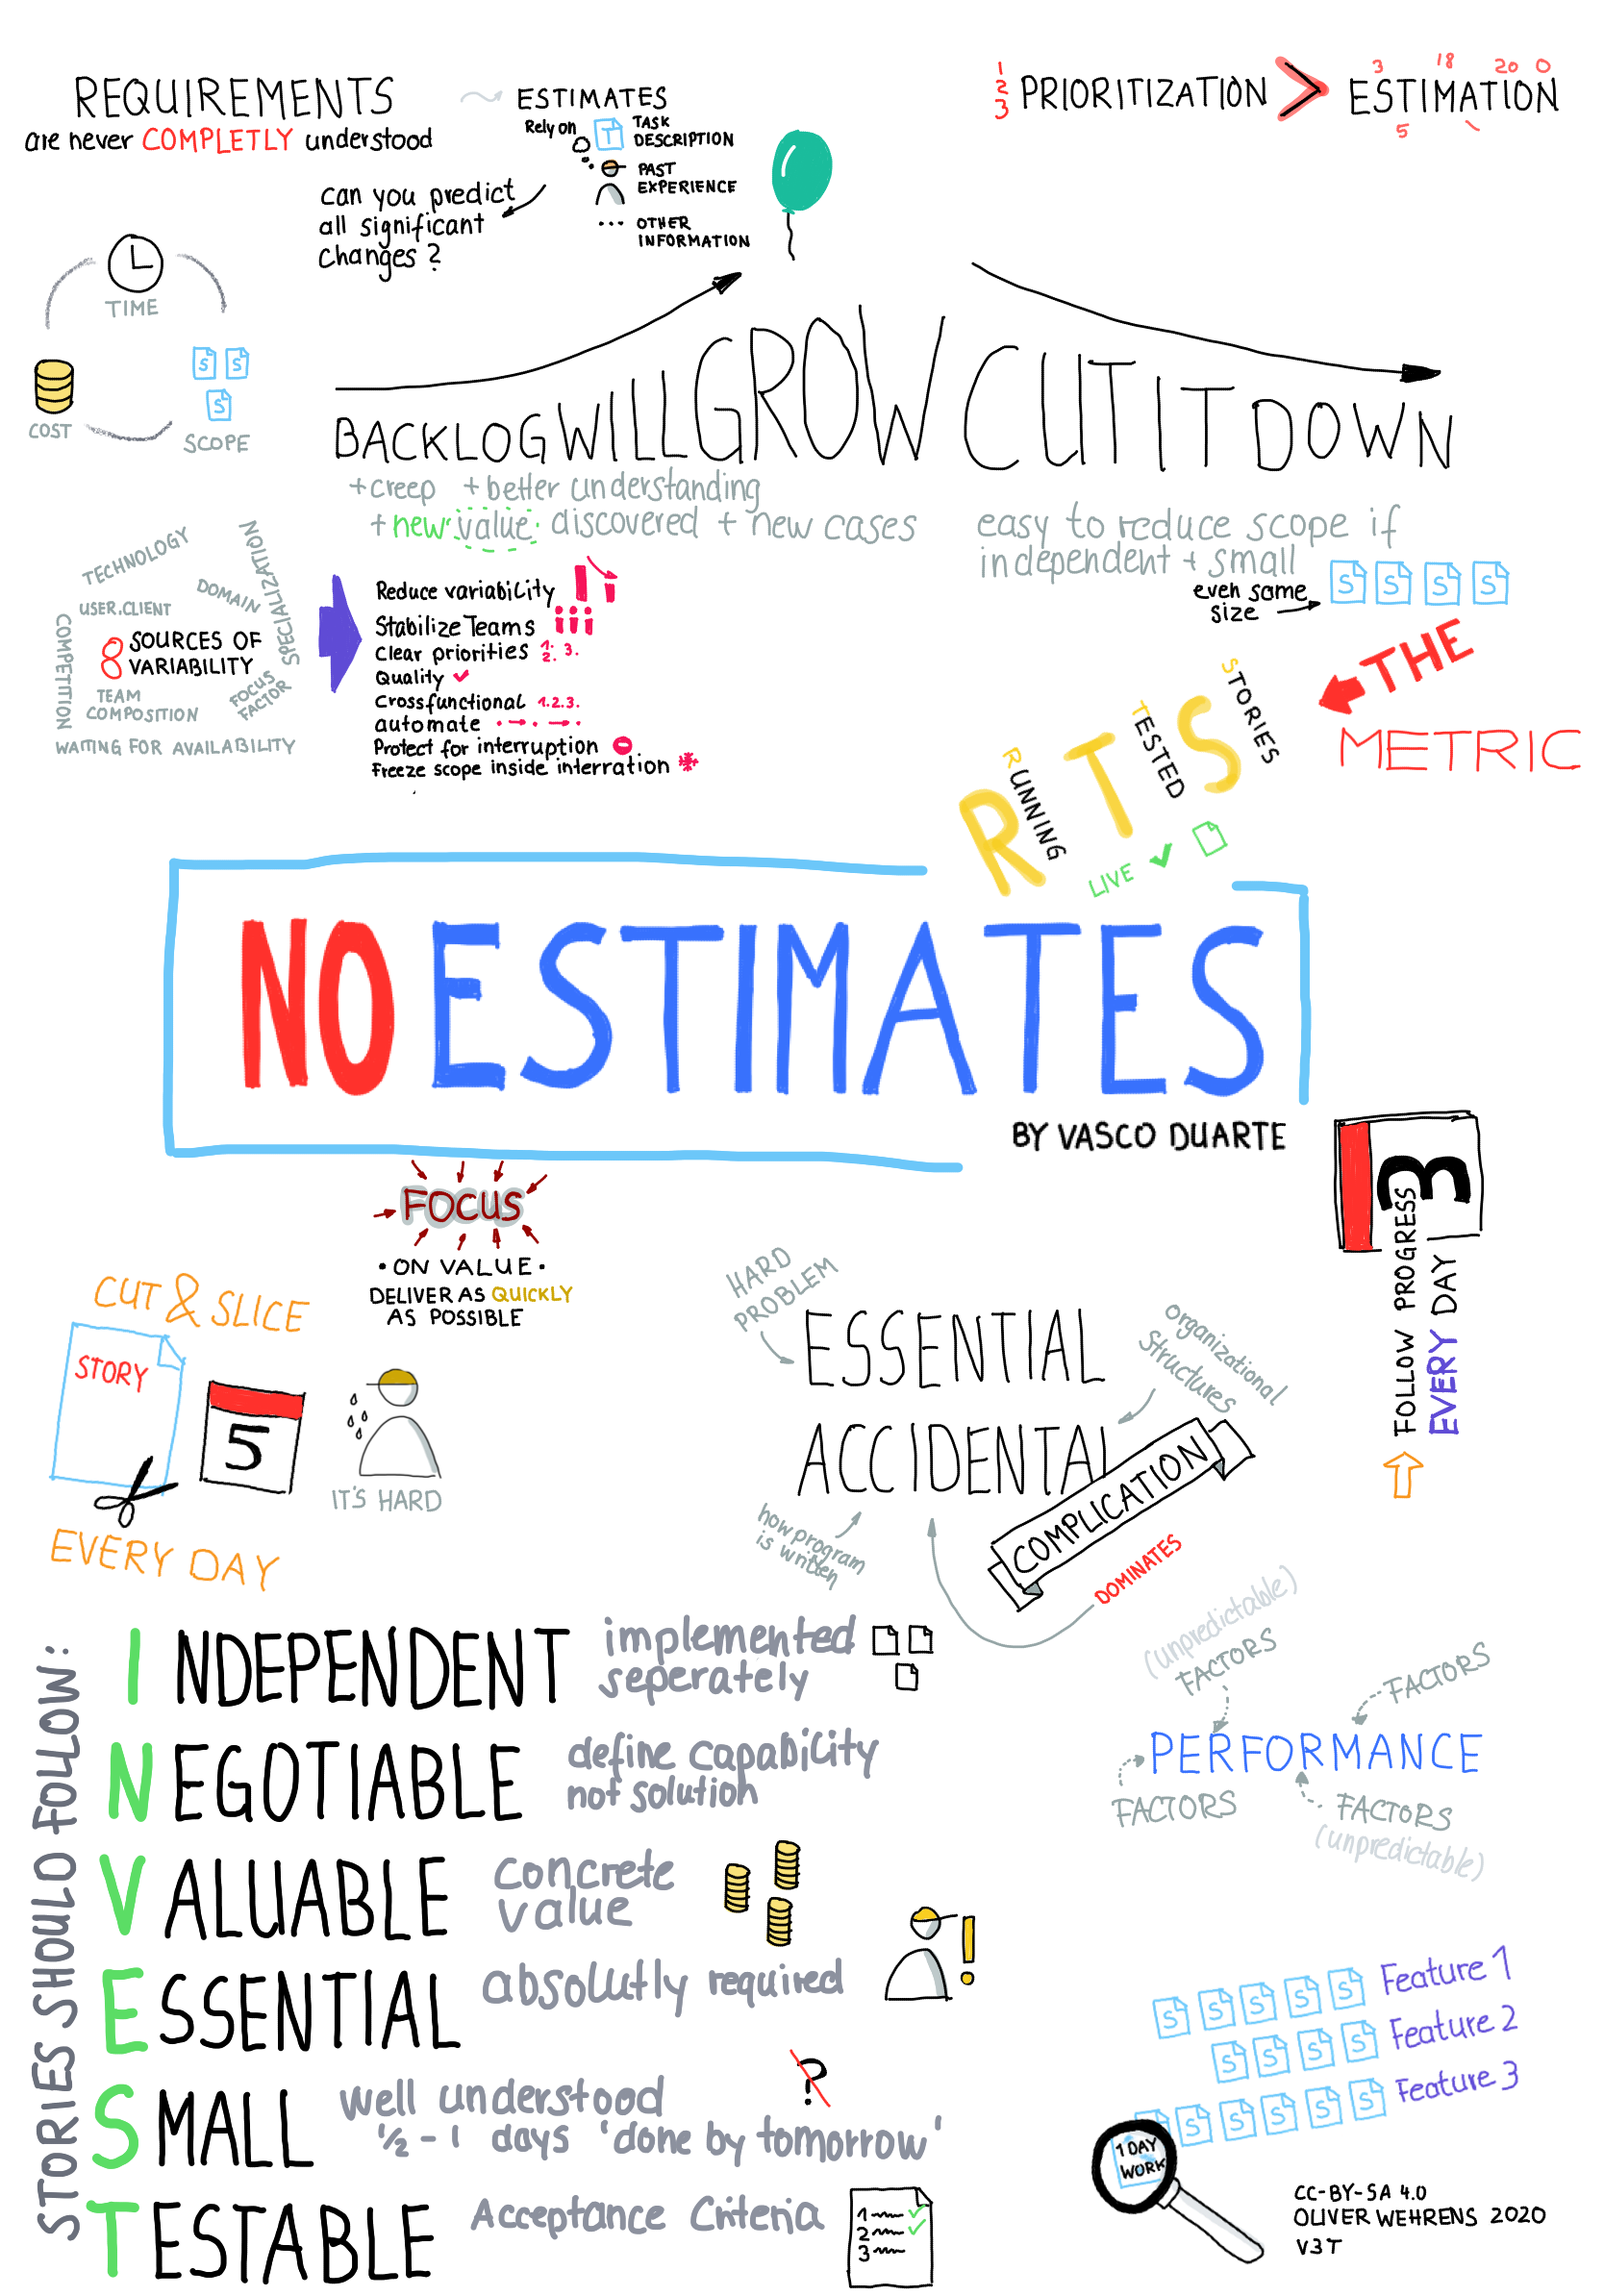 REQUIREMENTS
are never COMPLETLY understood
ESTIMATES
Rely on
T
TASK
DESCRIPTION
PAST
EXPERIENCE
... OTHER
INFORMATION
can you predict
all significant
changes ?
1
2
3
PRIORITIZATION > ESTIMATION
3 18 20 0
5
TIME
COST
SCOPE
S S
S
BACKLOG WILL GROW CUT IT DOWN
+ creep + better understanding
+ new value discovered + new cases
easy to reduce scope if
independent + small
even same
size
S S S S
TECHNOLOGY
SPECIALIZATION
DOMAIN
USER.CLIENT
COMPETITION
8 SOURCES OF
VARIABILITY
TEAM
COMPOSITION
FOCUS
FACTOR
WAITING FOR AVAILABILITY
Reduce variability
Stabilize Teams
Clear priorities 1. 2. 3.
Quality
Crossfunctional 1.2.3.
automate
Protect for interruption
Freeze scope inside interration
THE
METRIC
RTS
RUNNING
TESTED
STORIES
LIVE
NO ESTIMATES
BY VASCO DUARTE
FOCUS
• ON VALUE •
DELIVER AS QUICKLY
AS POSSIBLE
3
FOLLOW PROGRESS
EVERY DAY
CUT & SLICE
STORY
5
IT'S HARD
EVERY DAY
HARD
PROBLEM
ESSENTIAL
organizational
structures
ACCIDENTAL
COMPLICATION
how program
is written
DOMINATES
(unpredictable)
FACTORS
FACTORS
PERFORMANCE
FACTORS
FACTORS
(unpredictable)
STORIES SHOULD FOLLOW:
INDEPENDENT
implemented
seperately
NEGOTIABLE
define capability
not solution
VALUABLE
concrete
value
ESSENTIAL
absolutly required
!
SMALL
well understood
?
1/2 - 1 days 'done by tomorrow'
TESTABLE
Acceptance Criteria
1
2
3
S S S S S Feature 1
S S S S Feature 2
S S S S S Feature 3
1 DAY
WORK
CC-BY-SA 4.0
OLIVER WEHRENS 2020
V3T